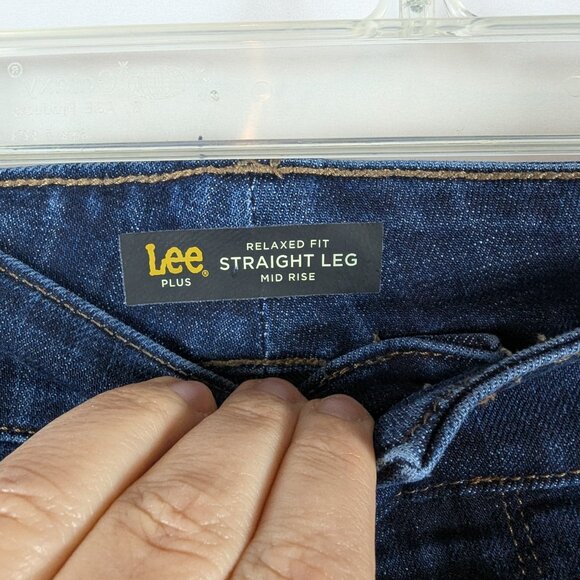 Lee®
PLUS
RELAXED FIT
STRAIGHT LEG
MID RISE